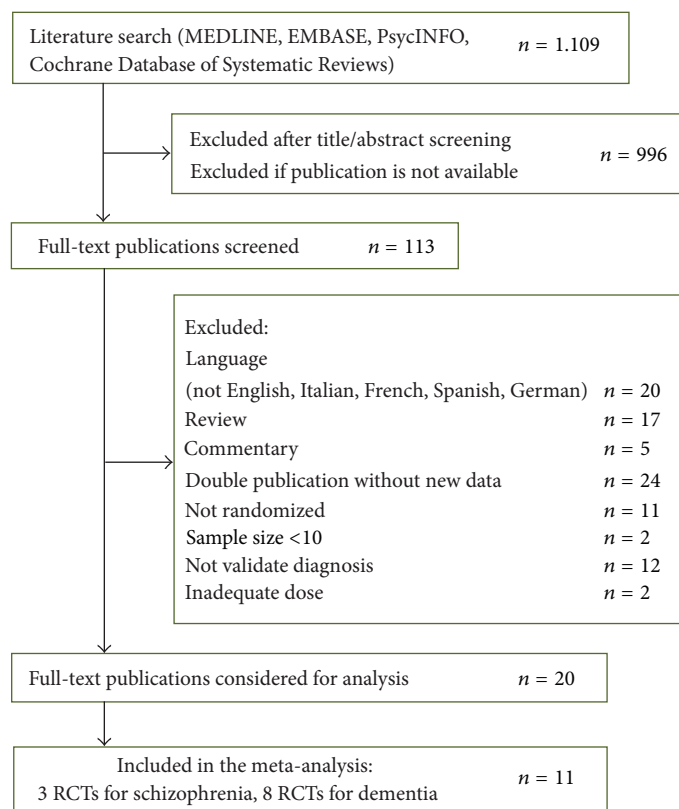 Literature search (MEDLINE, EMBASE, PsycINFO, n = 1.109
Cochrane Database of Systematic Reviews)
Excluded after title/abstract screening
Excluded if publication is not available
n = 996
Full-text publications screened n = 113
Excluded:
Language
(not English, Italian, French, Spanish, German) n = 20
Review n = 17
Commentary n = 5
Double publication without new data n = 24
Not randomized n = 11
Sample size <10 n = 2
Not validate diagnosis n = 12
Inadequate dose n = 2
Full-text publications considered for analysis n = 20
Included in the meta-analysis:
3 RCTs for schizophrenia, 8 RCTs for dementia
n = 11